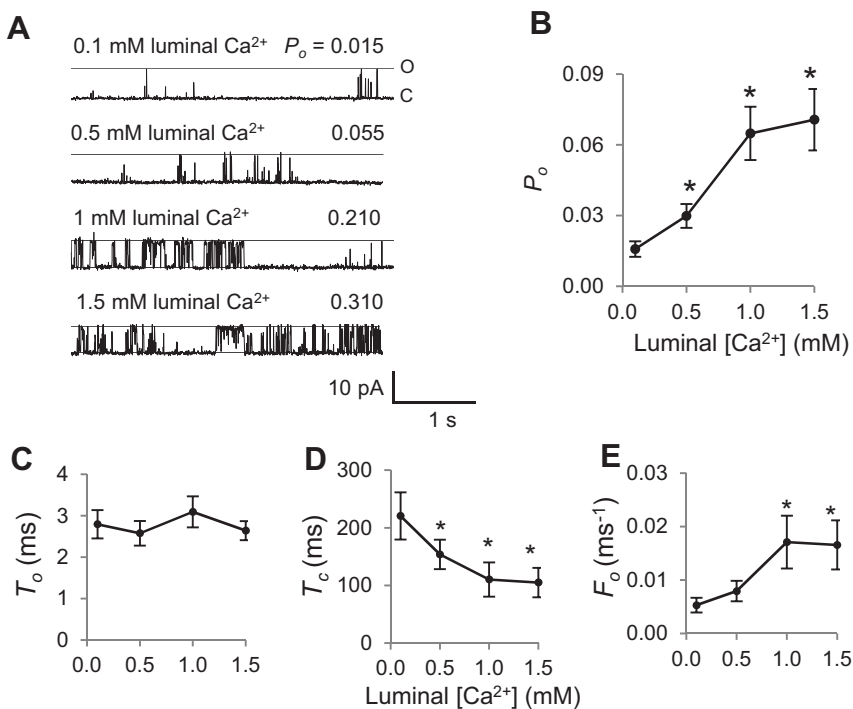 A
B
0.1 mM luminal Ca²⁺ Pₒ = 0.015
O
C
0.5 mM luminal Ca²⁺ 0.055
1 mM luminal Ca²⁺ 0.210
1.5 mM luminal Ca²⁺ 0.310
10 pA
1 s
Pₒ
0.09
0.06
0.03
0.00
* * *
0.0 0.5 1.0 1.5
Luminal [Ca²⁺] (mM)
C
Tₒ (ms)
4
3
2
1
0
0.0 0.5 1.0 1.5
D
T_c (ms)
300
200
100
0
* * *
0.0 0.5 1.0 1.5
Luminal [Ca²⁺] (mM)
E
Fₒ (ms⁻¹)
0.03
0.02
0.01
0.00
* *
0.0 0.5 1.0 1.5